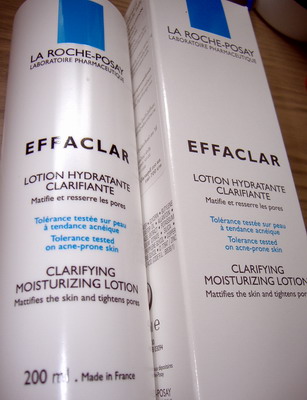 LA ROCHE-POSAY
LABORATOIRE PHARMACEUTIQUE
EFFACLAR
LOTION HYDRATANTE
CLARIFIANTE
Matifie et resserre les pores
Tolérance testée sur peau
à tendance acnéique
Tolerance tested
on acne-prone skin
CLARIFYING
MOISTURIZING LOTION
Mattifies the skin and tightens pores
200 ml . Made in France
LA ROCHE-POSAY
LABORATOIRE PHARMACEUTIQUE
EFFACLAR
LOTION HYDRATANTE
CLARIFIANTE
Matifie et resserre les pores
Tolérance testée sur peau
à tendance acnéique
Tolerance tested
on acne-prone skin
CLARIFYING
MOISTURIZING LOTION
Mattifies the skin and tightens pores